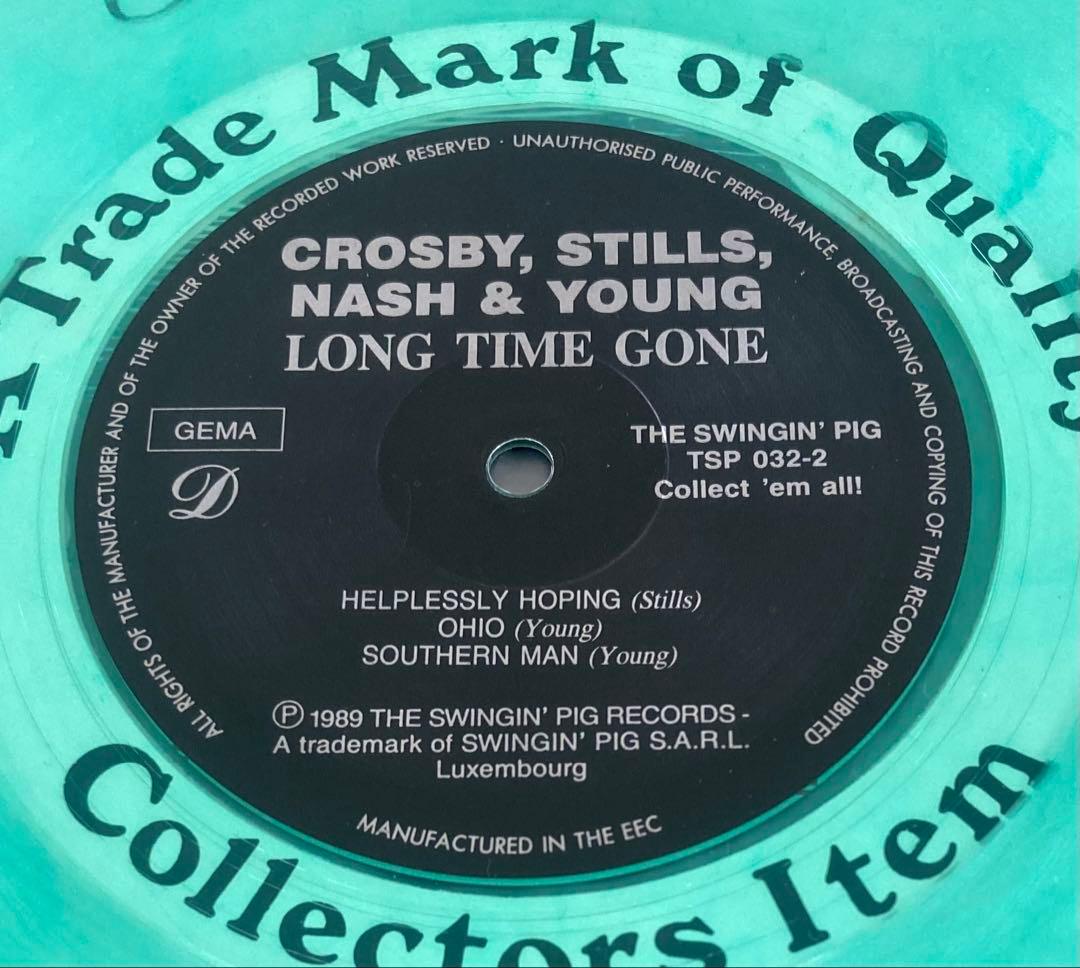 A Trade Mark of Quality
ALL RIGHTS OF THE MANUFACTURER AND OF THE OWNER OF THE RECORDED WORK RESERVED · UNAUTHORISED PUBLIC PERFORMANCE, BROADCASTING AND COPYING OF THIS RECORD PROHIBITED
CROSBY, STILLS,
NASH & YOUNG
LONG TIME GONE
GEMA
D
THE SWINGIN' PIG
TSP 032-2
Collect 'em all!
HELPLESSLY HOPING (Stills)
OHIO (Young)
SOUTHERN MAN (Young)
Ⓟ 1989 THE SWINGIN' PIG RECORDS -
A trademark of SWINGIN' PIG S.A.R.L.
Luxembourg
MANUFACTURED IN THE EEC
Collectors Item